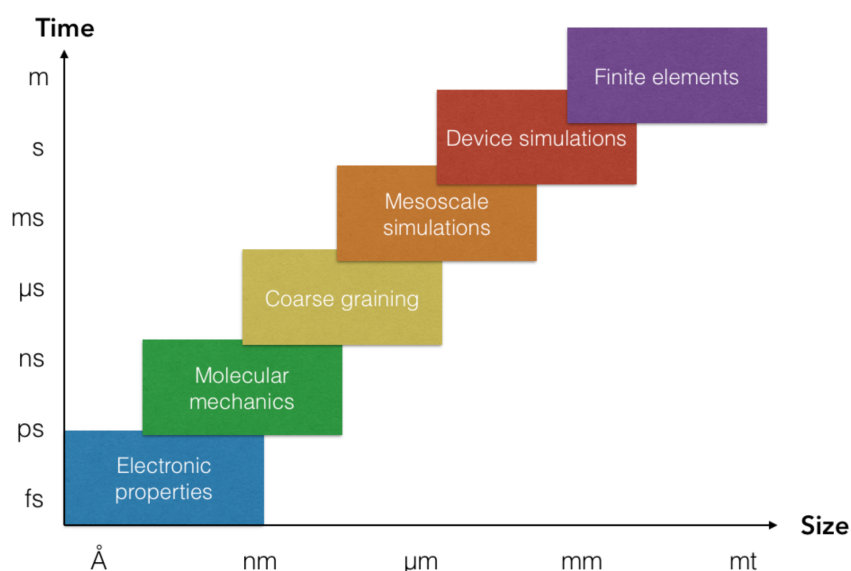 Time
m
Finite elements
s
Device simulations
ms
Mesoscale
simulations
μs
Coarse graining
ns
Molecular
mechanics
ps
Electronic
properties
fs
Size
Å
nm
μm
mm
mt